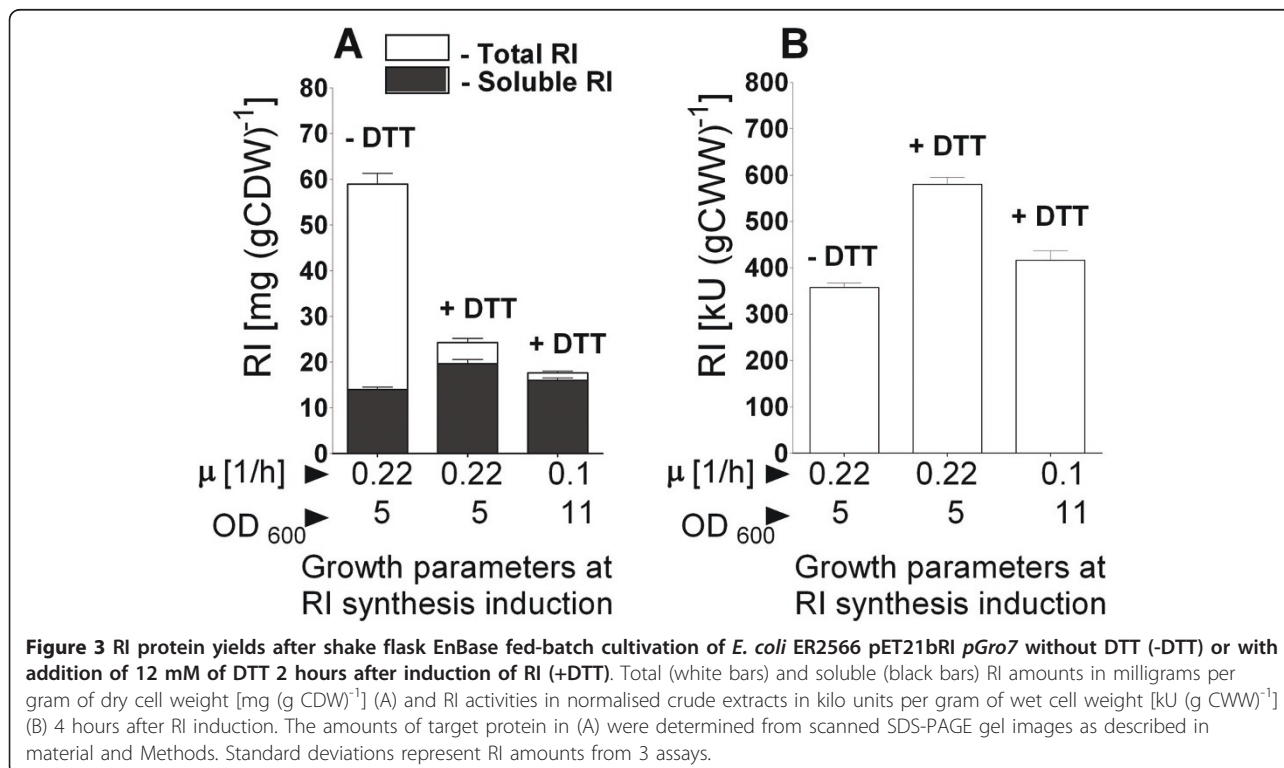 A
- Total RI
- Soluble RI
RI [mg (gCDW)⁻¹]
80
70
60
50
40
30
20
10
0
- DTT
+ DTT
+ DTT
μ [1/h] ► 0.22 0.22 0.1
OD 600 ► 5 5 11
Growth parameters at
RI synthesis induction
B
RI [kU (gCWW)⁻¹]
800
700
600
500
400
300
200
100
0
- DTT
+ DTT
+ DTT
0.22 0.22 0.1
5 5 11
Growth parameters at
RI synthesis induction
μ [1/h] ►
OD 600 ►
Figure 3 RI protein yields after shake flask EnBase fed-batch cultivation of E. coli ER2566 pET21bRI pGro7 without DTT (-DTT) or with
addition of 12 mM of DTT 2 hours after induction of RI (+DTT). Total (white bars) and soluble (black bars) RI amounts in milligrams per
gram of dry cell weight [mg (g CDW)⁻¹] (A) and RI activities in normalised crude extracts in kilo units per gram of wet cell weight [kU (g CWW)⁻¹]
(B) 4 hours after RI induction. The amounts of target protein in (A) were determined from scanned SDS-PAGE gel images as described in
material and Methods. Standard deviations represent RI amounts from 3 assays.